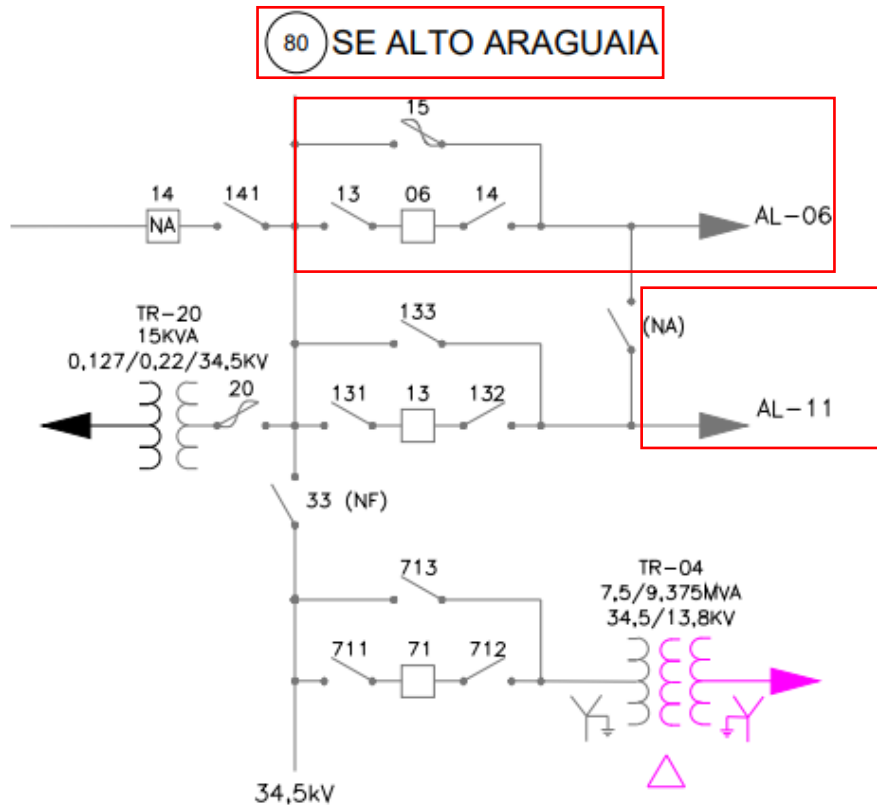 80 SE ALTO ARAGUAIA
15
14 141 13 06 14
NA
AL-06
TR-20
15KVA
0,127/0,22/34,5KV
133
(NA)
20 131 13 132
AL-11
33 (NF)
713
TR-04
7,5/9,375MVA
34,5/13,8KV
711 71 712
34,5kV